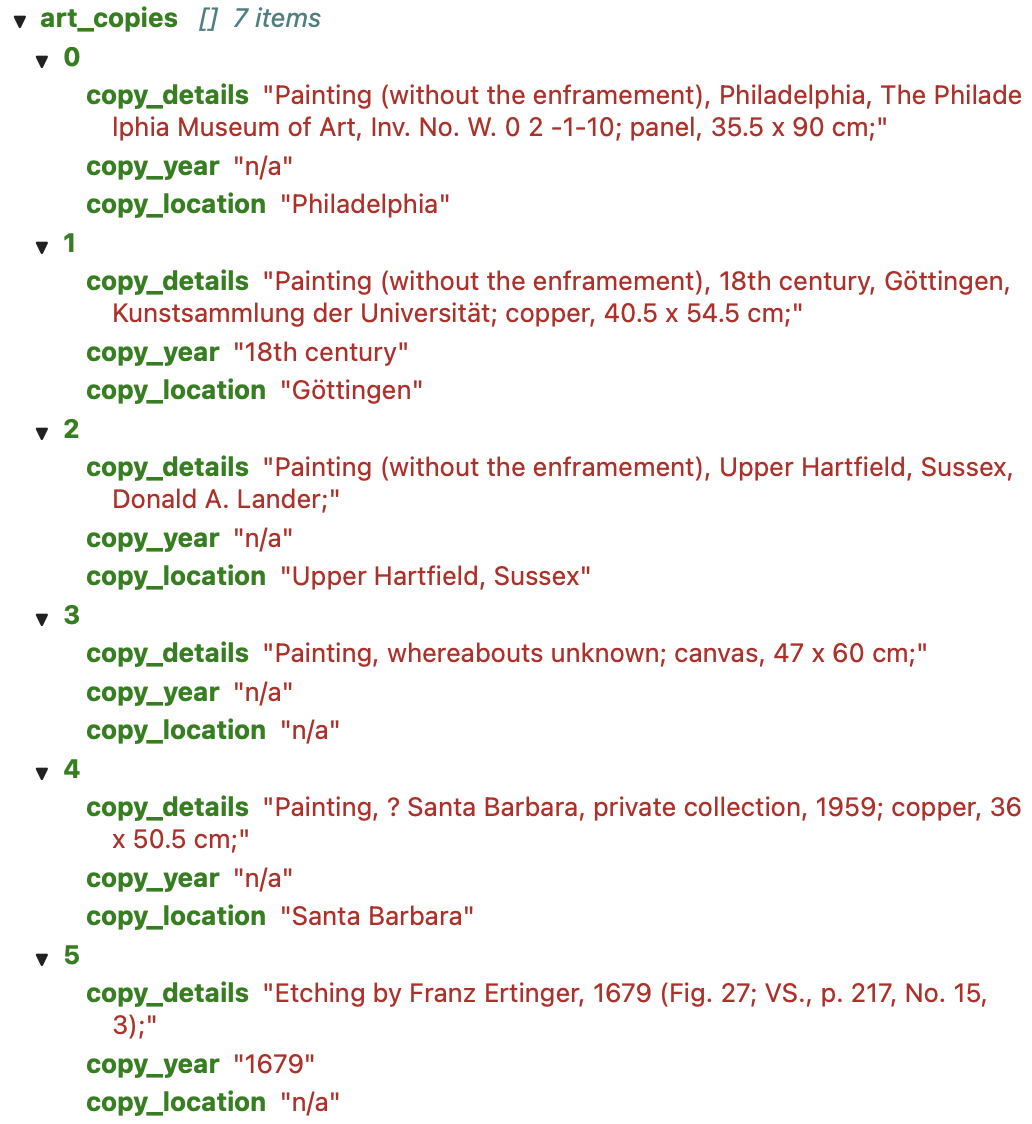 art_copies [] 7 items
0
copy_details "Painting (without the enframement), Philadelphia, The Philade
lphia Museum of Art, Inv. No. W. 0 2 -1-10; panel, 35.5 x 90 cm;"
copy_year "n/a"
copy_location "Philadelphia"
1
copy_details "Painting (without the enframement), 18th century, Göttingen,
Kunstsammlung der Universität; copper, 40.5 x 54.5 cm;"
copy_year "18th century"
copy_location "Göttingen"
2
copy_details "Painting (without the enframement), Upper Hartfield, Sussex,
Donald A. Lander;"
copy_year "n/a"
copy_location "Upper Hartfield, Sussex"
3
copy_details "Painting, whereabouts unknown; canvas, 47 x 60 cm;"
copy_year "n/a"
copy_location "n/a"
4
copy_details "Painting, ? Santa Barbara, private collection, 1959; copper, 36
x 50.5 cm;"
copy_year "n/a"
copy_location "Santa Barbara"
5
copy_details "Etching by Franz Ertinger, 1679 (Fig. 27; VS., p. 217, No. 15,
3);"
copy_year "1679"
copy_location "n/a"